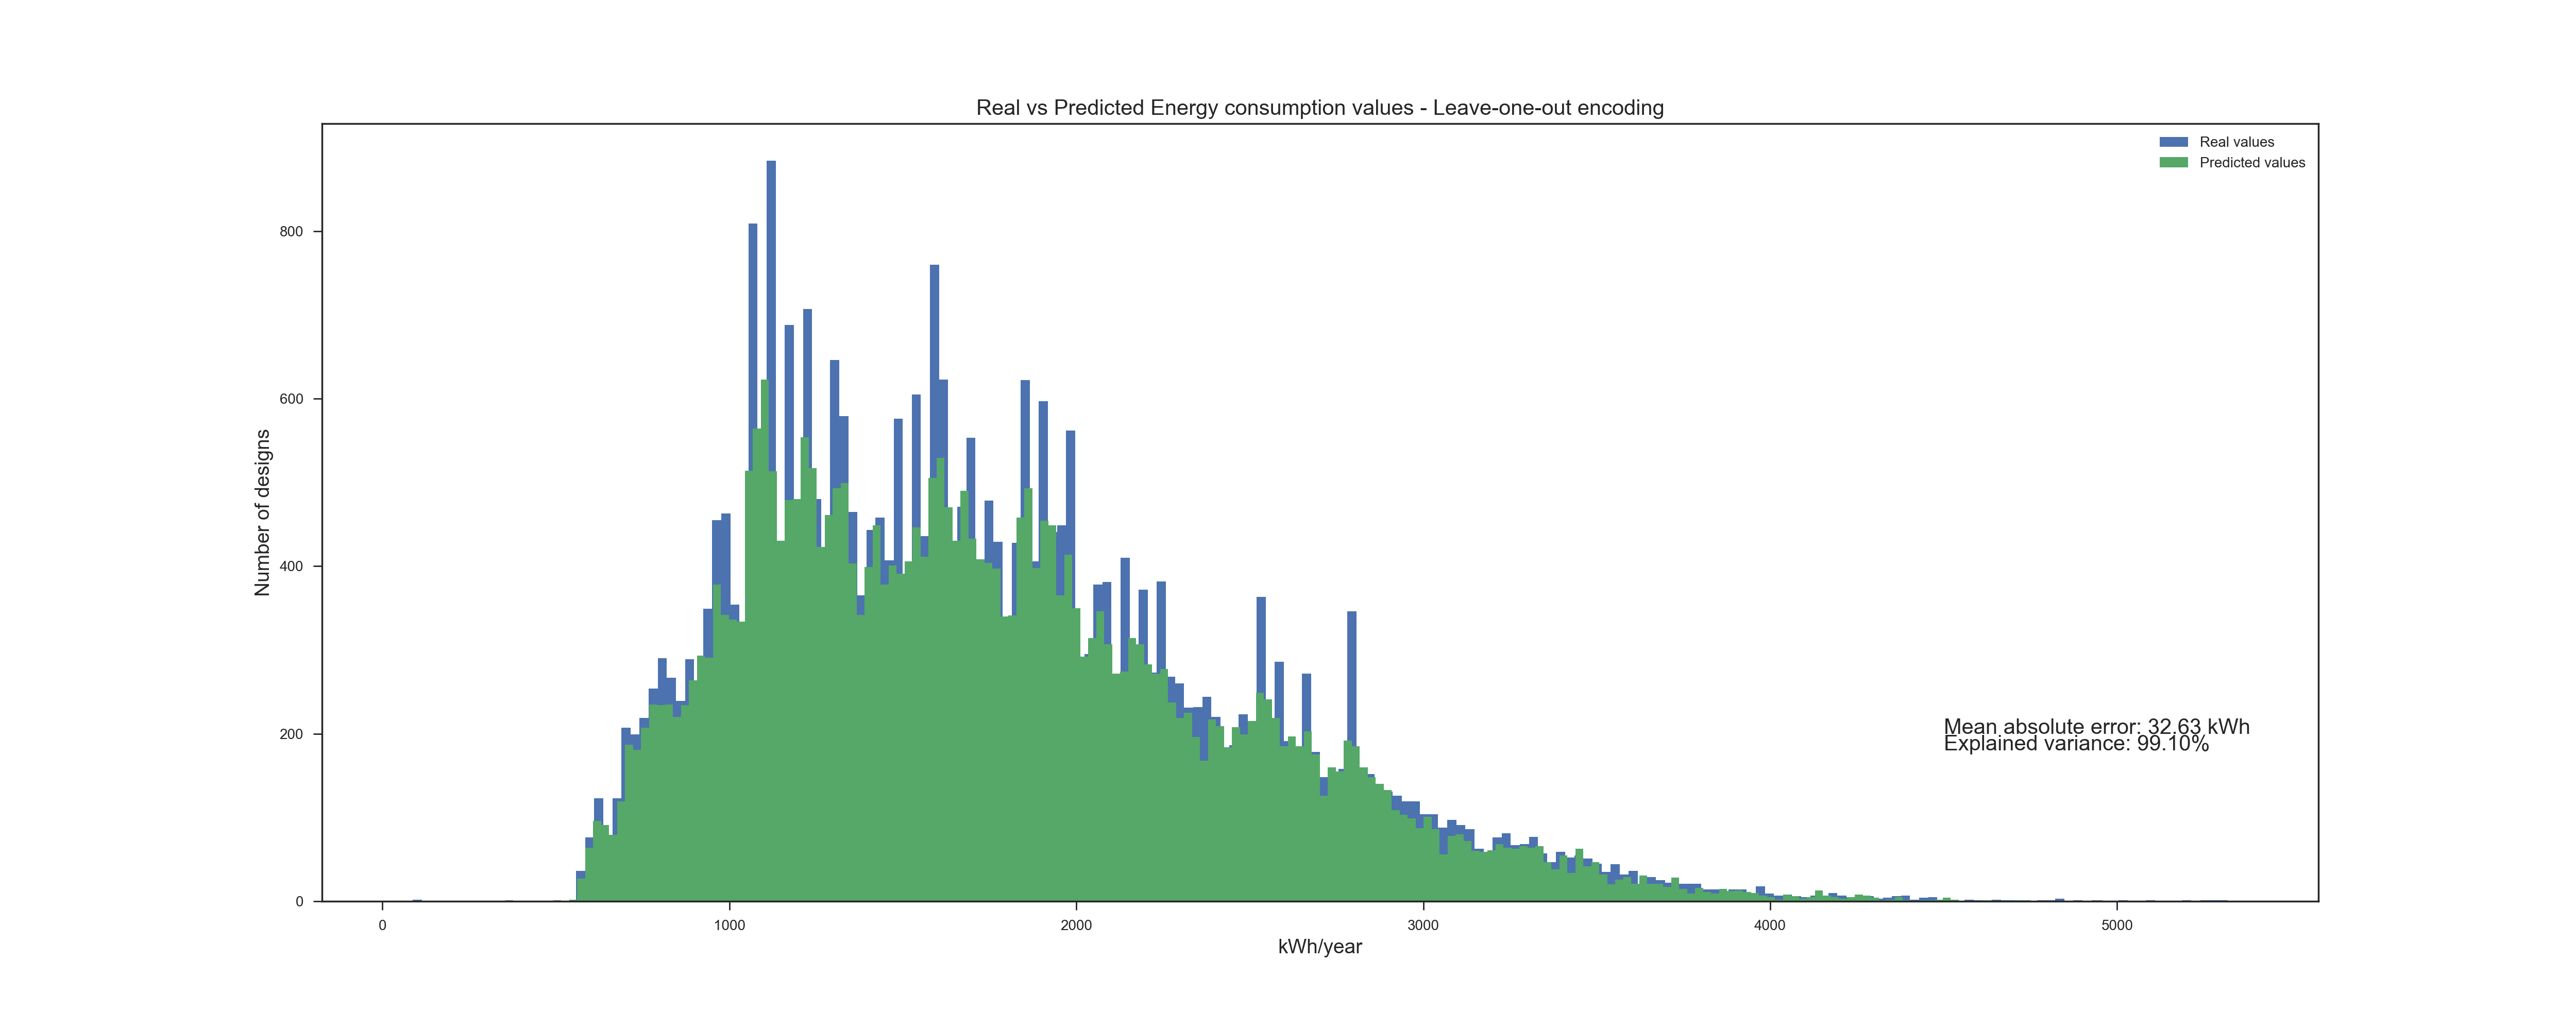 Real vs Predicted Energy consumption values - Leave-one-out encoding
Real values
Predicted values
800
600
400
200
0
Number of designs
Mean absolute error: 32.63 kWh
Explained variance: 99.10%
0 1000 2000 3000 4000 5000
kWh/year